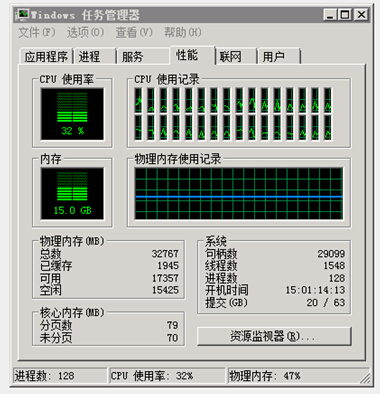 Windows 任务管理器
文件(F) 选项(O) 查看(V) 帮助(H)
应用程序 进程 服务 性能 联网 用户
CPU 使用率 CPU 使用记录
32 %
内存 物理内存使用记录
15.0 GB
物理内存(MB)
总数 32767
已缓存 1945
可用 17357
空闲 15425
系统
句柄数 29099
线程数 1548
进程数 128
开机时间 15:01:14:13
提交(GB) 20 / 63
核心内存(MB)
分页数 79
未分页 70
资源监视器(R)...
进程数: 128 CPU 使用率: 32% 物理内存: 47%